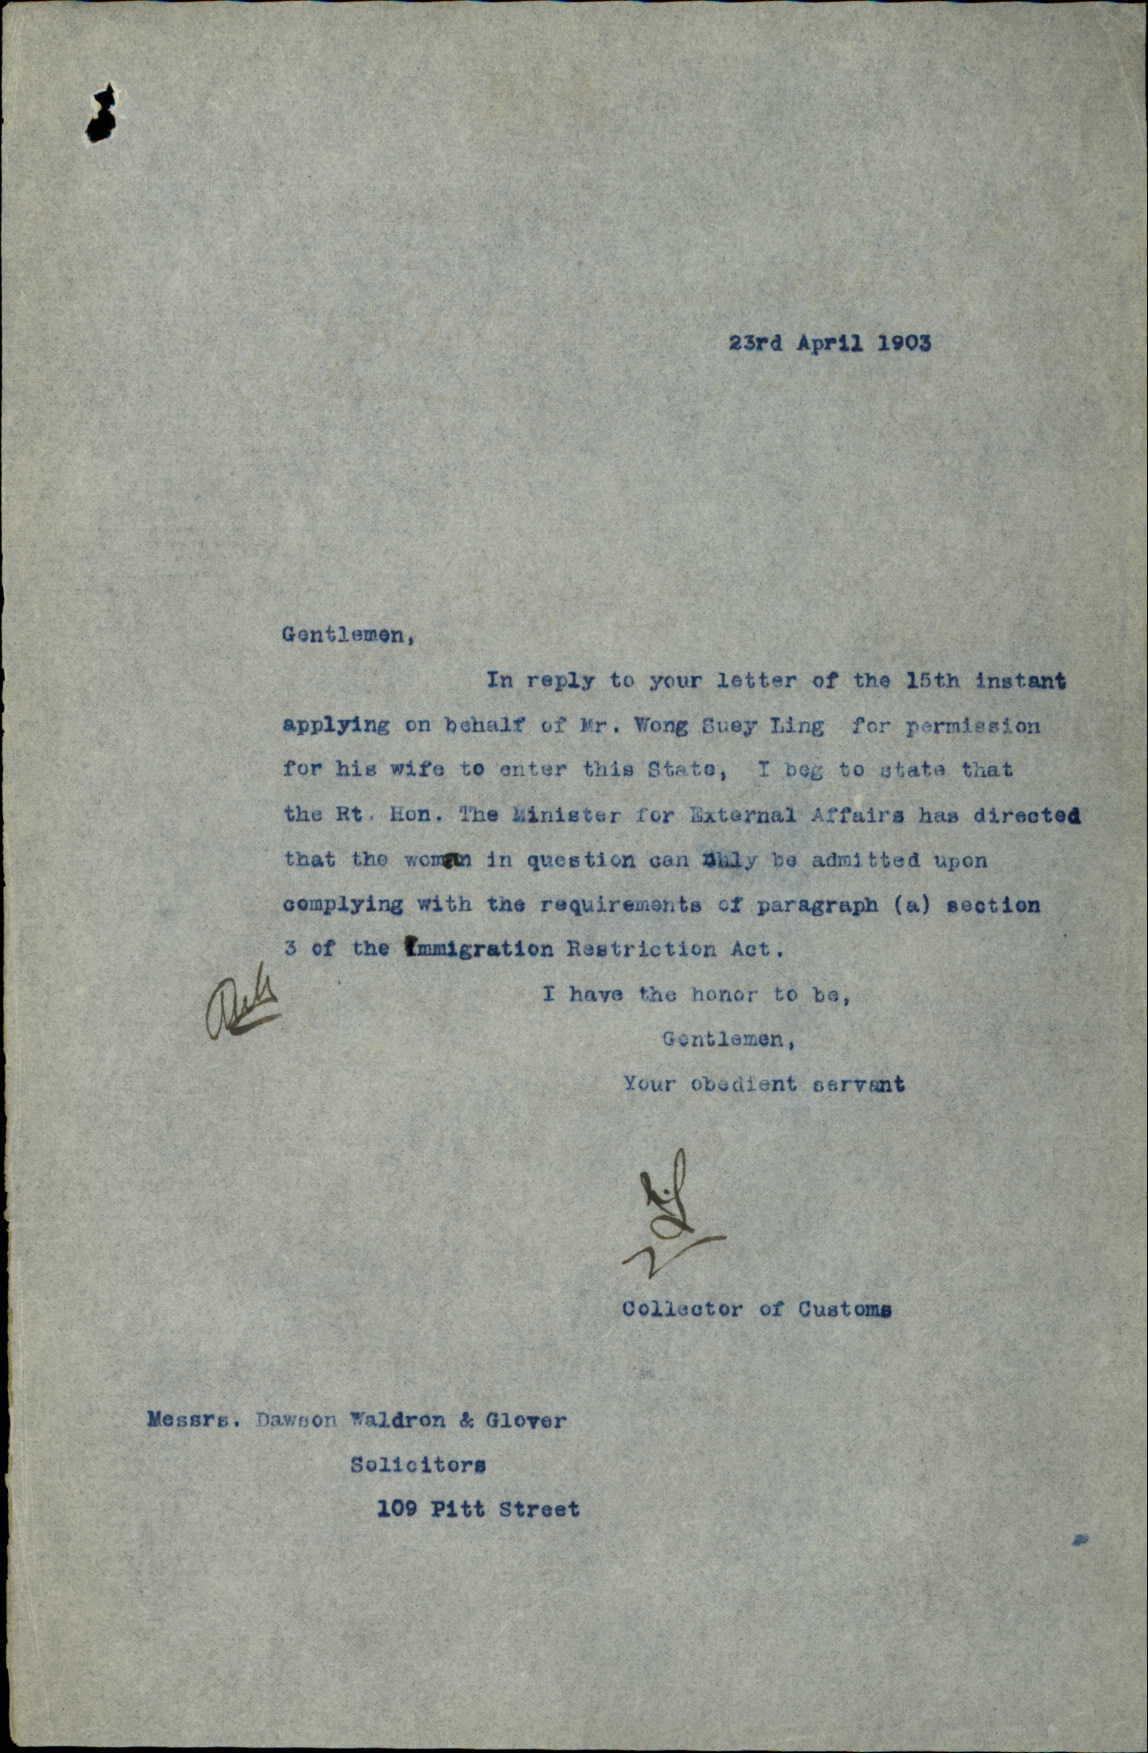 23rd April 1903
Gentlemen,
In reply to your letter of the 15th instant
applying on behalf of Mr. Wong Suey Ling for permission
for his wife to enter this State, I beg to state that
the Rt. Hon. The Minister for External Affairs has directed
that the woman in question can only be admitted upon
complying with the requirements of paragraph (a) section
3 of the Immigration Restriction Act.
I have the honor to be,
Gentlemen,
Your obedient servant
Collector of Customs
Messrs. Dawson Waldron & Glover
Solicitors
109 Pitt Street